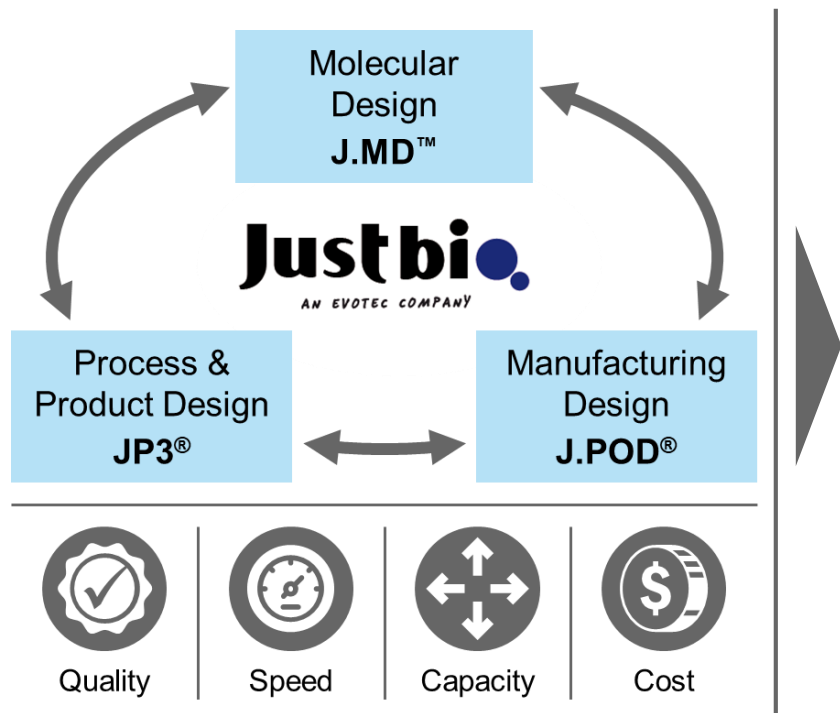 Molecular
Design
J.MD™
Justbio
AN EVOTEC COMPANY
Process &
Product Design
JP3®
Manufacturing
Design
J.POD®
$
Quality
Speed
Capacity
Cost